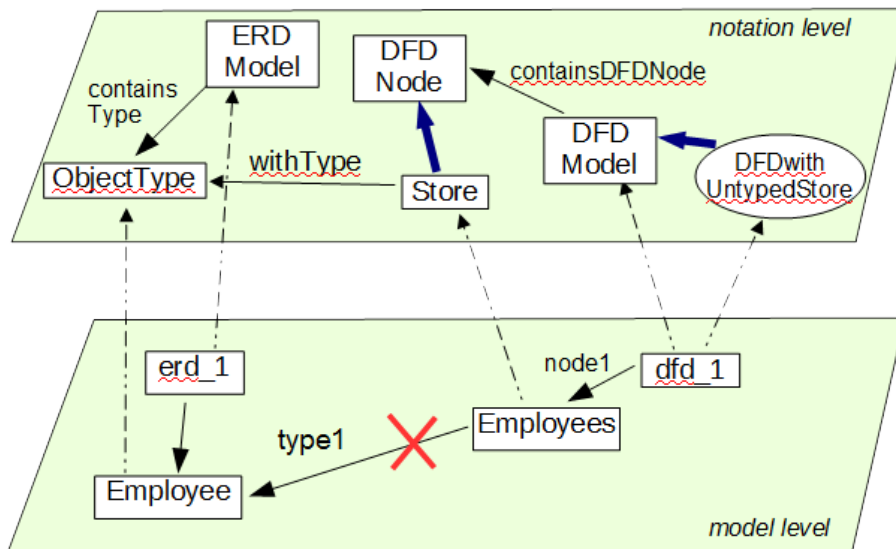 notation level
ERD
Model
DFD
Node
containsDFDNode
contains
Type
DFD
Model
DFDwith
UntypedStore
withType
ObjectType
Store
erd_1
node1
dfd_1
Employees
type1
Employee
model level